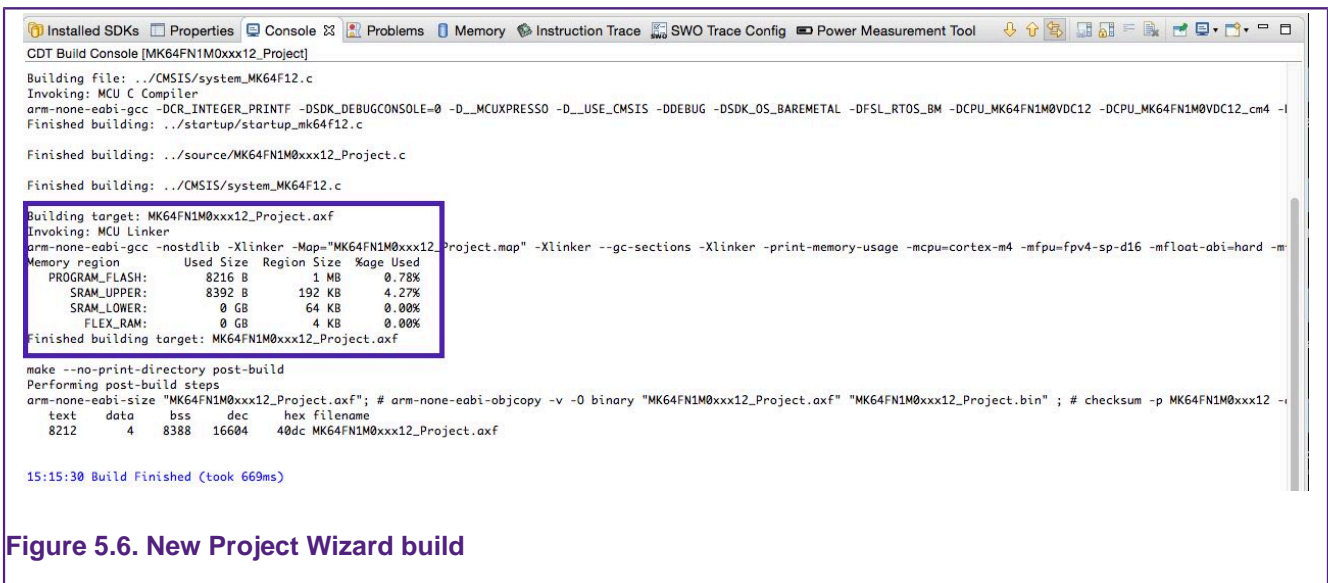 Installed SDKs Properties Console Problems Memory Instruction Trace SWO Trace Config Power Measurement Tool
CDT Build Console [MK64FN1M0xxx12_Project]
Building file: ../CMSIS/system_MK64F12.c
Invoking: MCU C Compiler
arm-none-eabi-gcc -DCR_INTEGER_PRINTF -DSDK_DEBUGCONSOLE=0 -D__MCUXPRESSO -D__USE_CMSIS -DDEBUG -DSDK_OS_BAREMETAL -DFSL_RTOS_BM -DCPU_MK64FN1M0VDC12 -DCPU_MK64FN1M0VDC12_cm4
Finished building: ../startup/startup_mk64f12.c
Finished building: ../source/MK64FN1M0xxx12_Project.c
Finished building: ../CMSIS/system_MK64F12.c
Building target: MK64FN1M0xxx12_Project.axf
Invoking: MCU Linker
arm-none-eabi-gcc -nostdlib -Xlinker -Map="MK64FN1M0xxx12_Project.map" -Xlinker --gc-sections -Xlinker -print-memory-usage -mcpu=cortex-m4 -mfpu=fpv4-sp-d16 -mfloat-abi=hard
Memory region Used Size Region Size %age Used
PROGRAM_FLASH: 8216 B 1 MB 0.78%
SRAM_UPPER: 8392 B 192 KB 4.27%
SRAM_LOWER: 0 GB 64 KB 0.00%
FLEX_RAM: 0 GB 4 KB 0.00%
Finished building target: MK64FN1M0xxx12_Project.axf
make --no-print-directory post-build
Performing post-build steps
arm-none-eabi-size "MK64FN1M0xxx12_Project.axf"; # arm-none-eabi-objcopy -v -O binary "MK64FN1M0xxx12_Project.axf" "MK64FN1M0xxx12_Project.bin" ; # checksum -p MK64FN1M0xxx12
text data bss dec hex filename
8212 4 8388 16604 40dc MK64FN1M0xxx12_Project.axf
15:15:30 Build Finished (took 669ms)
Figure 5.6. New Project Wizard build